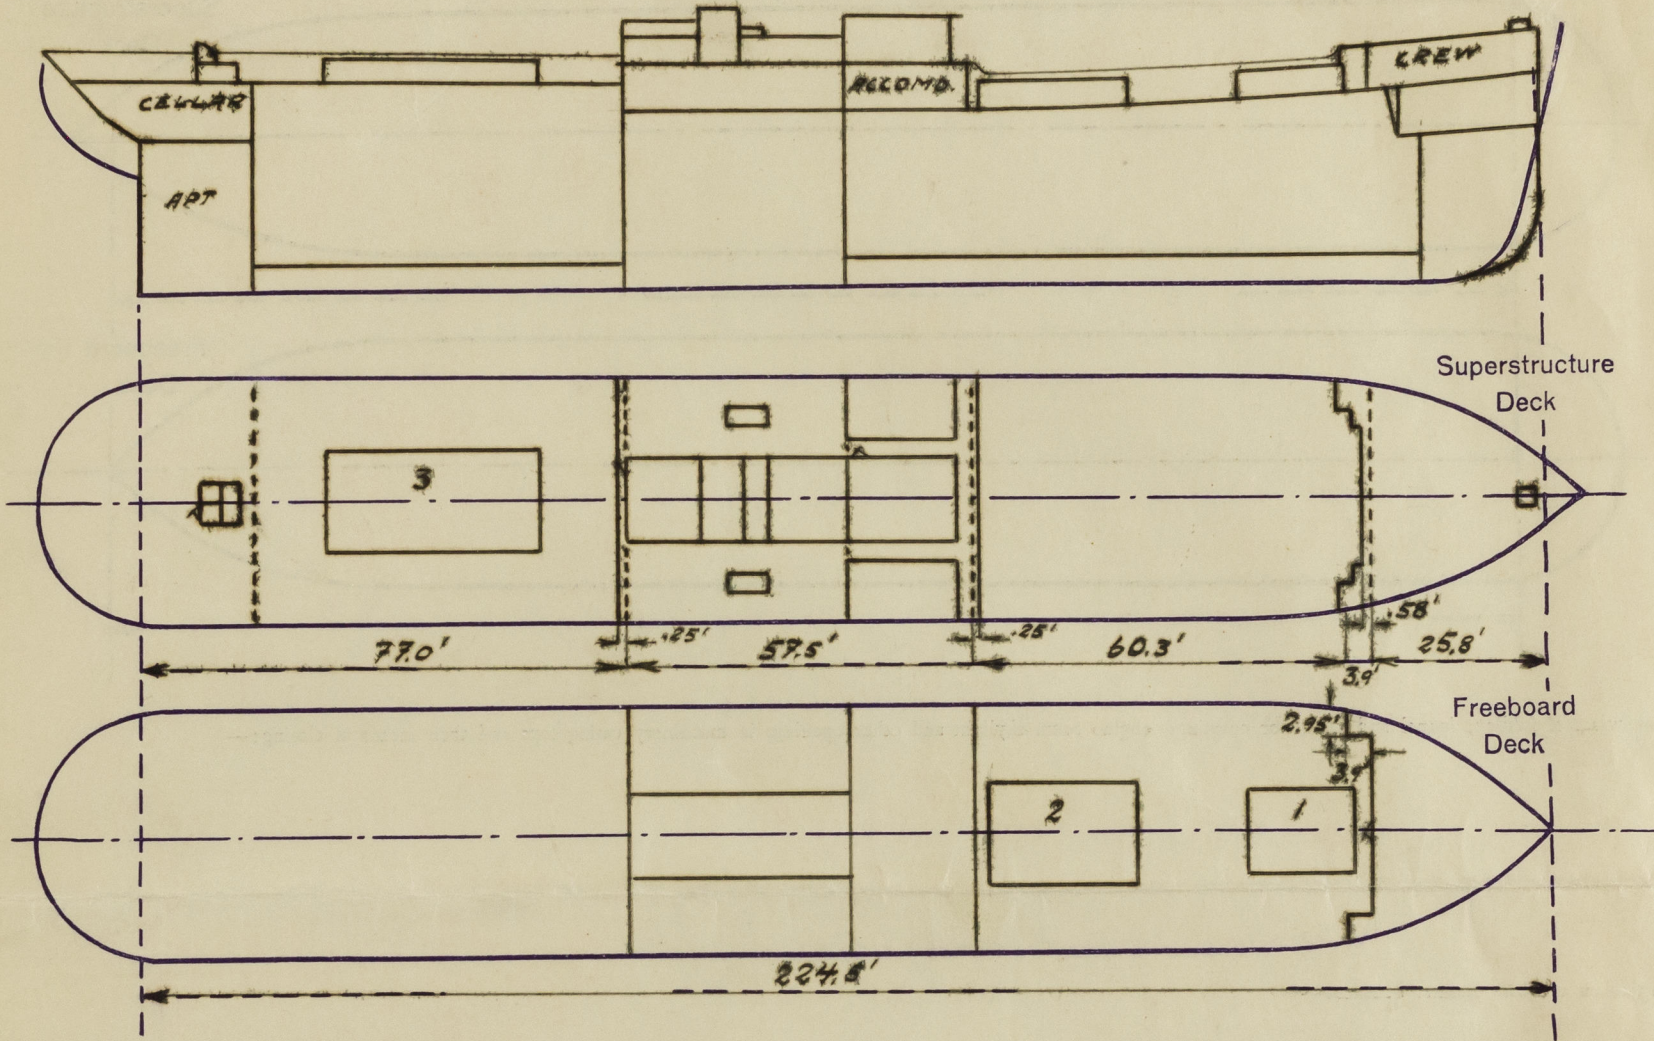 CREW
ACCOMD.
CELLAR
APT
Superstructure
Deck
3
.58'
.25'
.25'
77.0'
57.5'
60.3'
25.8'
3.9'
Freeboard
Deck
2.95'
3.9'
2
1
224.5'